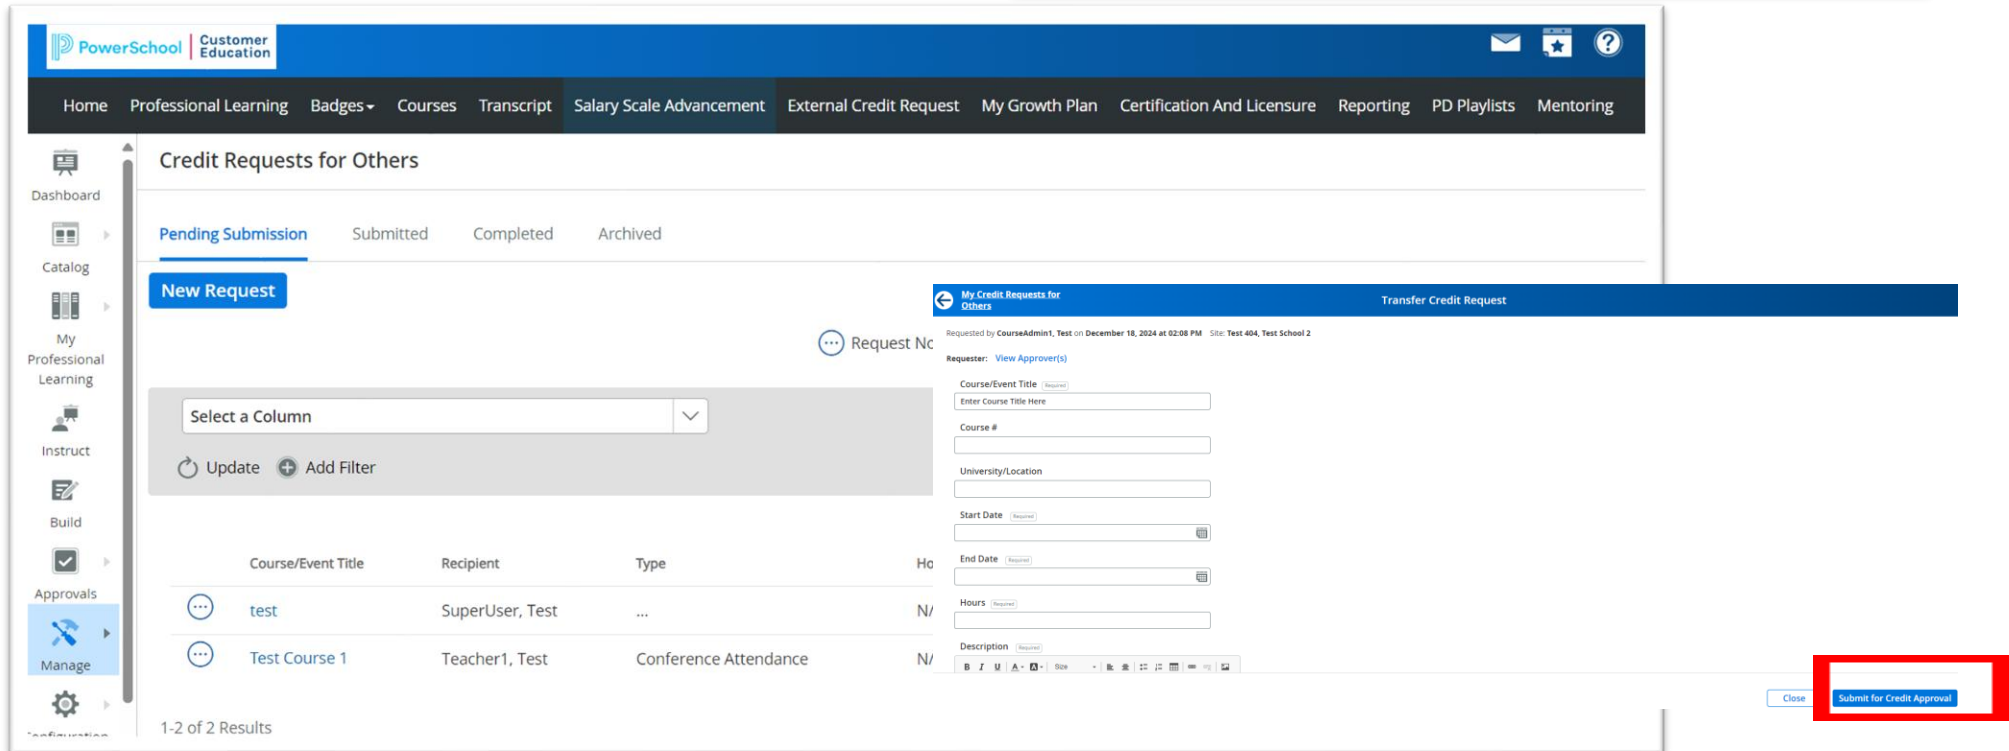 PowerSchool
Customer
Education
Home Professional Learning Badges Courses Transcript Salary Scale Advancement External Credit Request My Growth Plan Certification And Licensure Reporting PD Playlists Mentoring
Dashboard
Catalog
My
Professional
Learning
Instruct
Build
Approvals
Manage
Credit Requests for Others
Pending Submission Submitted Completed Archived
New Request
Request No
Select a Column
Update Add Filter
Course/Event Title Recipient Type Ho
test SuperUser, Test ... N/
Test Course 1 Teacher1, Test Conference Attendance N/
1-2 of 2 Results
My Credit Requests for
Others
Transfer Credit Request
Requested by CourseAdmin1, Test on December 18, 2024 at 02:08 PM Site: Test 404, Test School 2
Requester: View Approver(s)
Course/Event Title Required
Enter Course Title Here
Course #
University/Location
Start Date Required
End Date Required
Hours Required
Description Required
B I U A A Size
Close Submit for Credit Approval